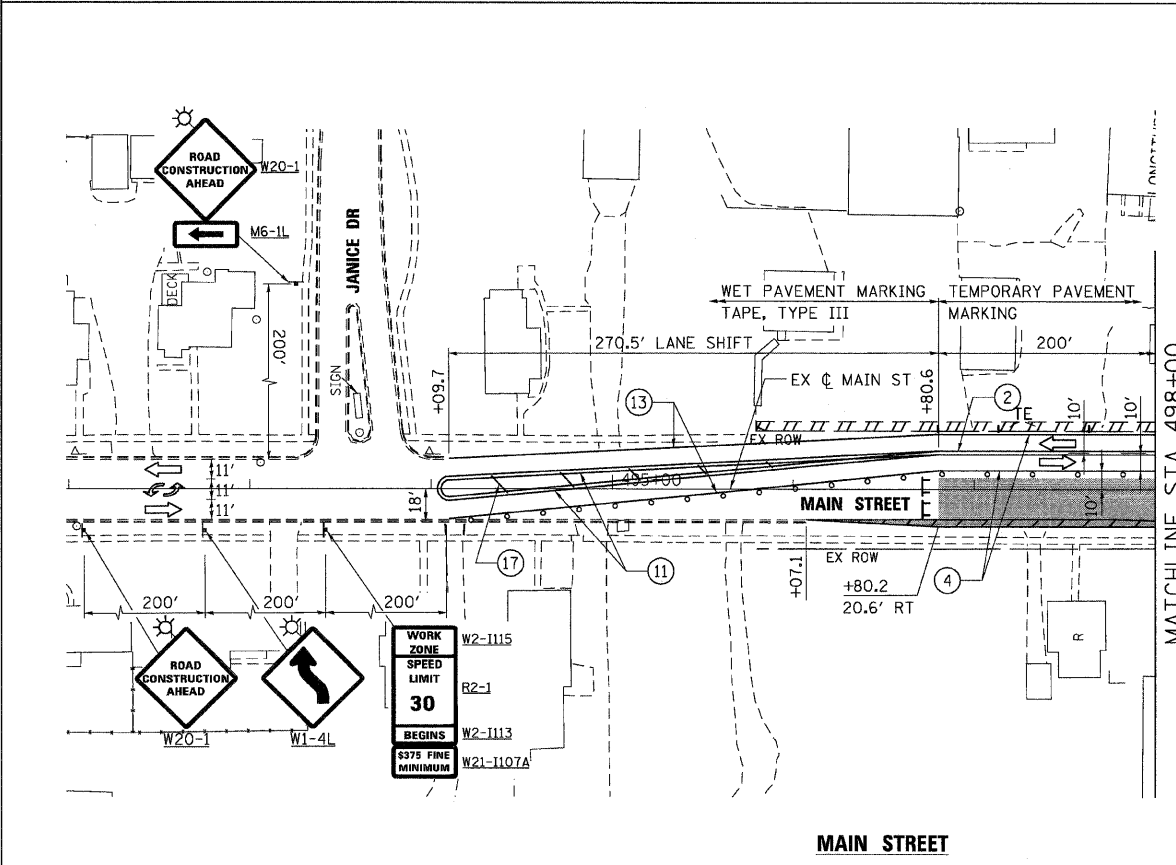 ROAD
CONSTRUCTION
AHEAD
W20-1
M6-1L
JANICE DR
DECK
200'
SIGN
WET PAVEMENT MARKING
TAPE, TYPE III
TEMPORARY PAVEMENT
MARKING
270.5' LANE SHIFT
200'
+09.7
+80.6
EX ℄ MAIN ST
13
2
TE
10'
10'
EX ROW
11'
11'
11'
18'
495+00
MAIN STREET
10'
17
11
+07.1
EX ROW
+80.2
20.6' RT
4
MATCHLINE STA. 498+00
200'
200'
200'
ROAD
CONSTRUCTION
AHEAD
W20-1
W1-4L
WORK
ZONE
W2-I115
SPEED
LIMIT
30
R2-1
BEGINS
W2-I113
$375 FINE
MINIMUM
W21-I107A
R
MAIN STREET